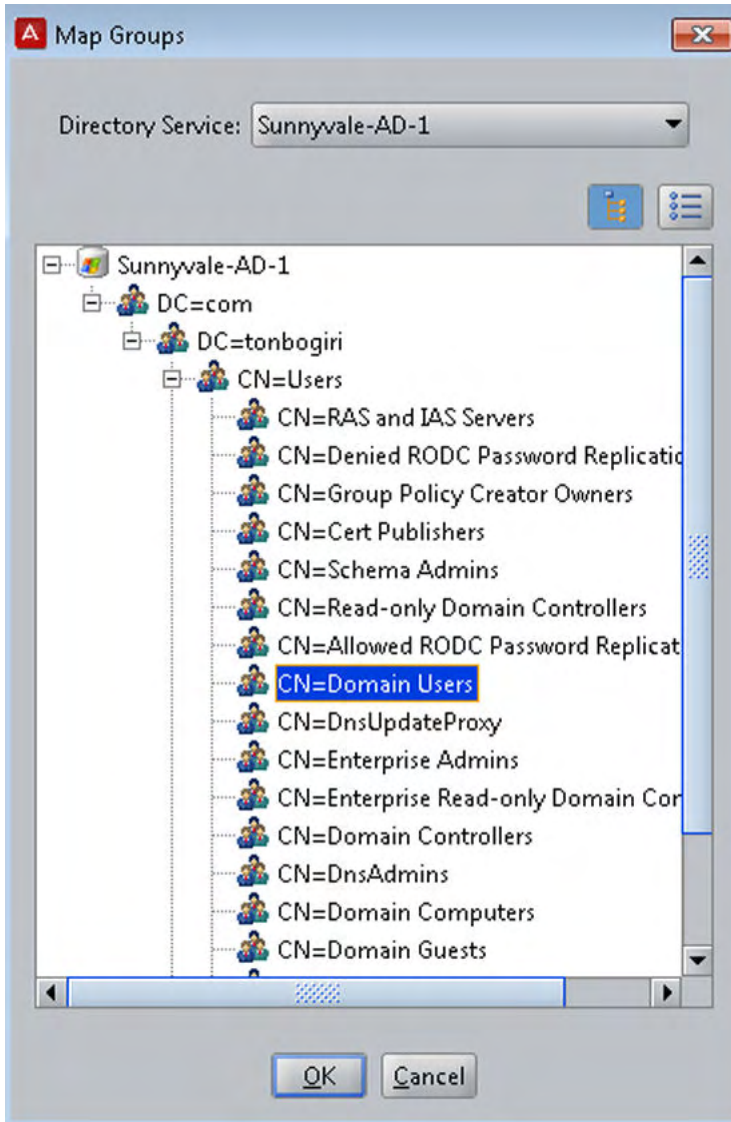 Map Groups
Directory Service: Sunnyvale-AD-1
Sunnyvale-AD-1
DC=com
DC=tonbogiri
CN=Users
CN=RAS and IAS Servers
CN=Denied RODC Password Replicatio
CN=Group Policy Creator Owners
CN=Cert Publishers
CN=Schema Admins
CN=Read-only Domain Controllers
CN=Allowed RODC Password Replicat
CN=Domain Users
CN=DnsUpdateProxy
CN=Enterprise Admins
CN=Enterprise Read-only Domain Cor
CN=Domain Controllers
CN=DnsAdmins
CN=Domain Computers
CN=Domain Guests
OK Cancel